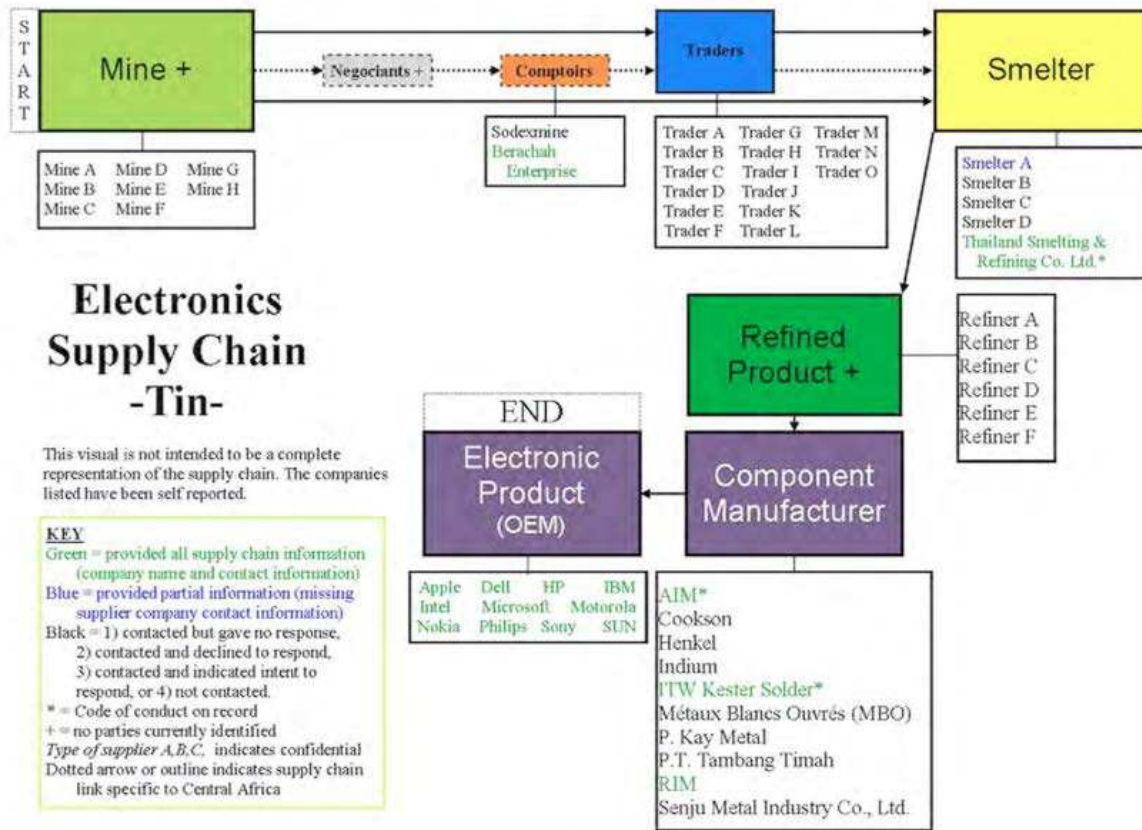 START
Mine +
Negociants +
Comptoirs
Traders
Smelter
Mine A Mine D Mine G
Mine B Mine E Mine H
Mine C Mine F
Sodexmine
Berachah
Enterprise
Trader A Trader G Trader M
Trader B Trader H Trader N
Trader C Trader I Trader O
Trader D Trader J
Trader E Trader K
Trader F Trader L
Smelter A
Smelter B
Smelter C
Smelter D
Thailand Smelting &
Refining Co. Ltd.*
Electronics
Supply Chain
-Tin-
This visual is not intended to be a complete
representation of the supply chain. The companies
listed have been self reported.
Refined
Product +
Refiner A
Refiner B
Refiner C
Refiner D
Refiner E
Refiner F
END
Electronic
Product
(OEM)
Component
Manufacturer
KEY
Green = provided all supply chain information
(company name and contact information)
Blue = provided partial information (missing
supplier company contact information)
Black = 1) contacted but gave no response,
2) contacted and declined to respond,
3) contacted and indicated intent to
respond, or 4) not contacted.
* = Code of conduct on record
+ = no parties currently identified
Type of supplier A,B,C, indicates confidential
Dotted arrow or outline indicates supply chain
link specific to Central Africa
Apple Dell HP IBM
Intel Microsoft Motorola
Nokia Philips Sony SUN
AIM*
Cookson
Henkel
Indium
ITW Kester Solder*
Métaux Blancs Ouvrés (MBO)
P. Kay Metal
P.T. Tambang Timah
RIM
Senju Metal Industry Co., Ltd.